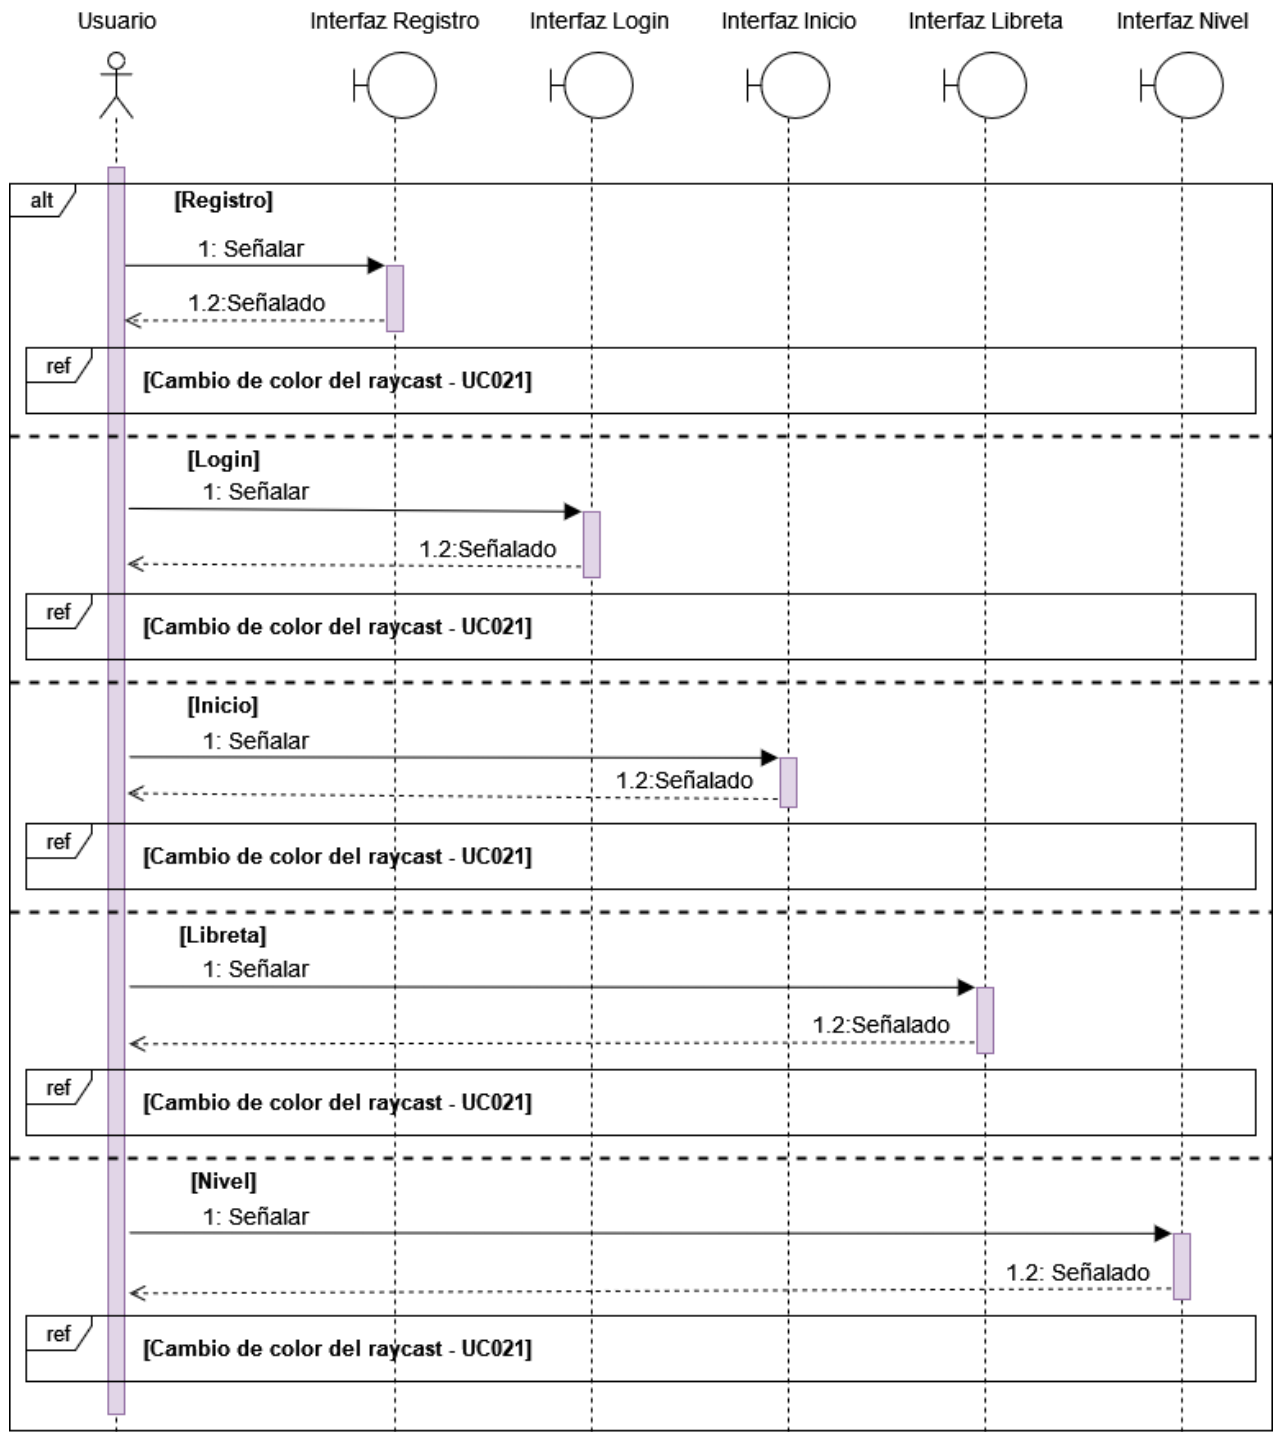 Usuario
Interfaz Registro
Interfaz Login
Interfaz Inicio
Interfaz Libreta
Interfaz Nivel
alt
[Registro]
1: Señalar
1.2:Señalado
ref
[Cambio de color del raycast - UC021]
[Login]
1: Señalar
1.2:Señalado
ref
[Cambio de color del raycast - UC021]
[Inicio]
1: Señalar
1.2:Señalado
ref
[Cambio de color del raycast - UC021]
[Libreta]
1: Señalar
1.2:Señalado
ref
[Cambio de color del raycast - UC021]
[Nivel]
1: Señalar
1.2: Señalado
ref
[Cambio de color del raycast - UC021]